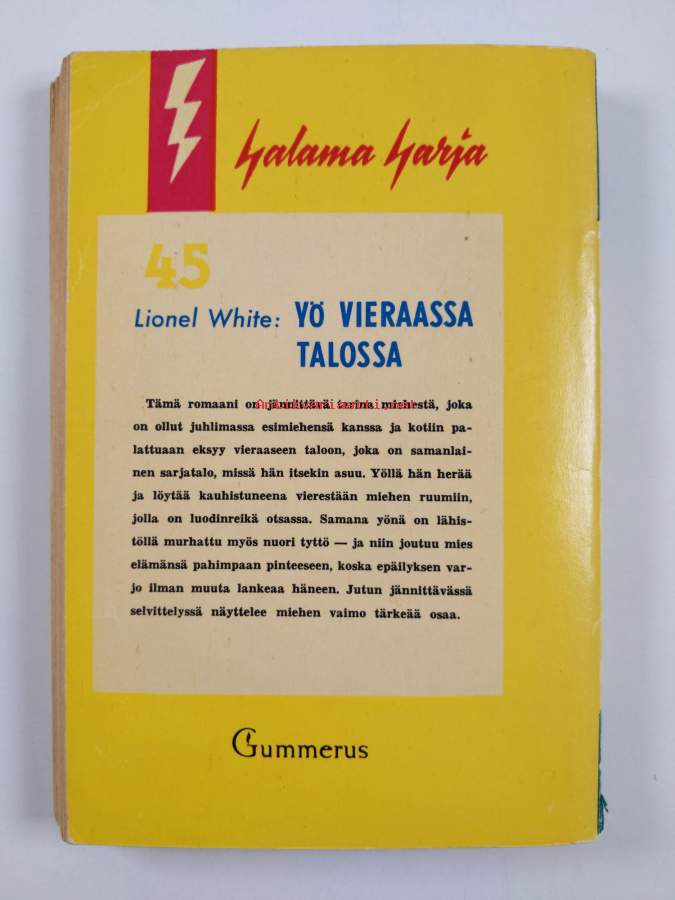 Salama Sarja
45
Lionel White: YÖ VIERAASSA
TALOSSA
Tämä romaani on jännittävä tarina miehestä, joka
on ollut juhlimassa esimiehensä kanssa ja kotiin pa-
lattuaan eksyy vieraaseen taloon, joka on samanlai-
nen sarjatalo, missä hän itsekin asuu. Yöllä hän herää
ja löytää kauhistuneena vierestään miehen ruumiin,
jolla on luodinreikä otsassa. Samana yönä on lähis-
töllä murhattu myös nuori tyttö — ja niin joutuu mies
elämänsä pahimpaan pinteeseen, koska epäilyksen var-
jo ilman muuta lankeaa häneen. Jutun jännittävässä
selvittelyssä näyttelee miehen vaimo tärkeää osaa.
Gummerus